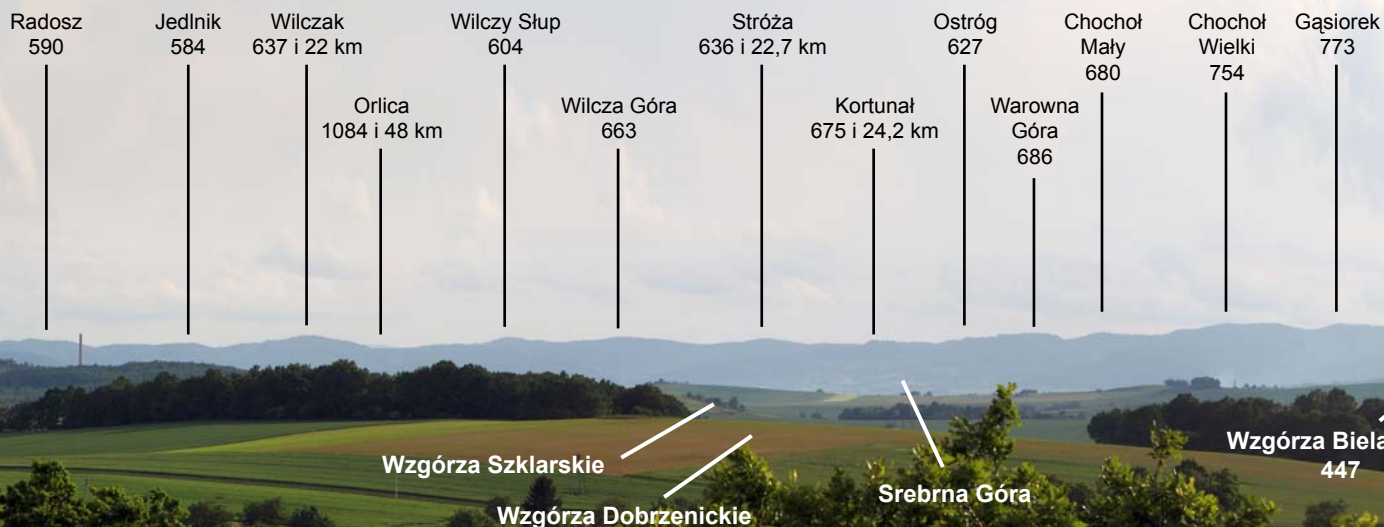 Radosz
590
Jedlnik
584
Wilczak
637 i 22 km
Orlica
1084 i 48 km
Wilczy Słup
604
Wilcza Góra
663
Stróża
636 i 22,7 km
Kortunał
675 i 24,2 km
Ostróg
627
Warowna
Góra
686
Chochoł
Mały
680
Chochoł
Wielki
754
Gąsiorek
773
Wzgórza Szklarskie
Wzgórza Dobrzenickie
Srebrna Góra
Wzgórza Biela
447